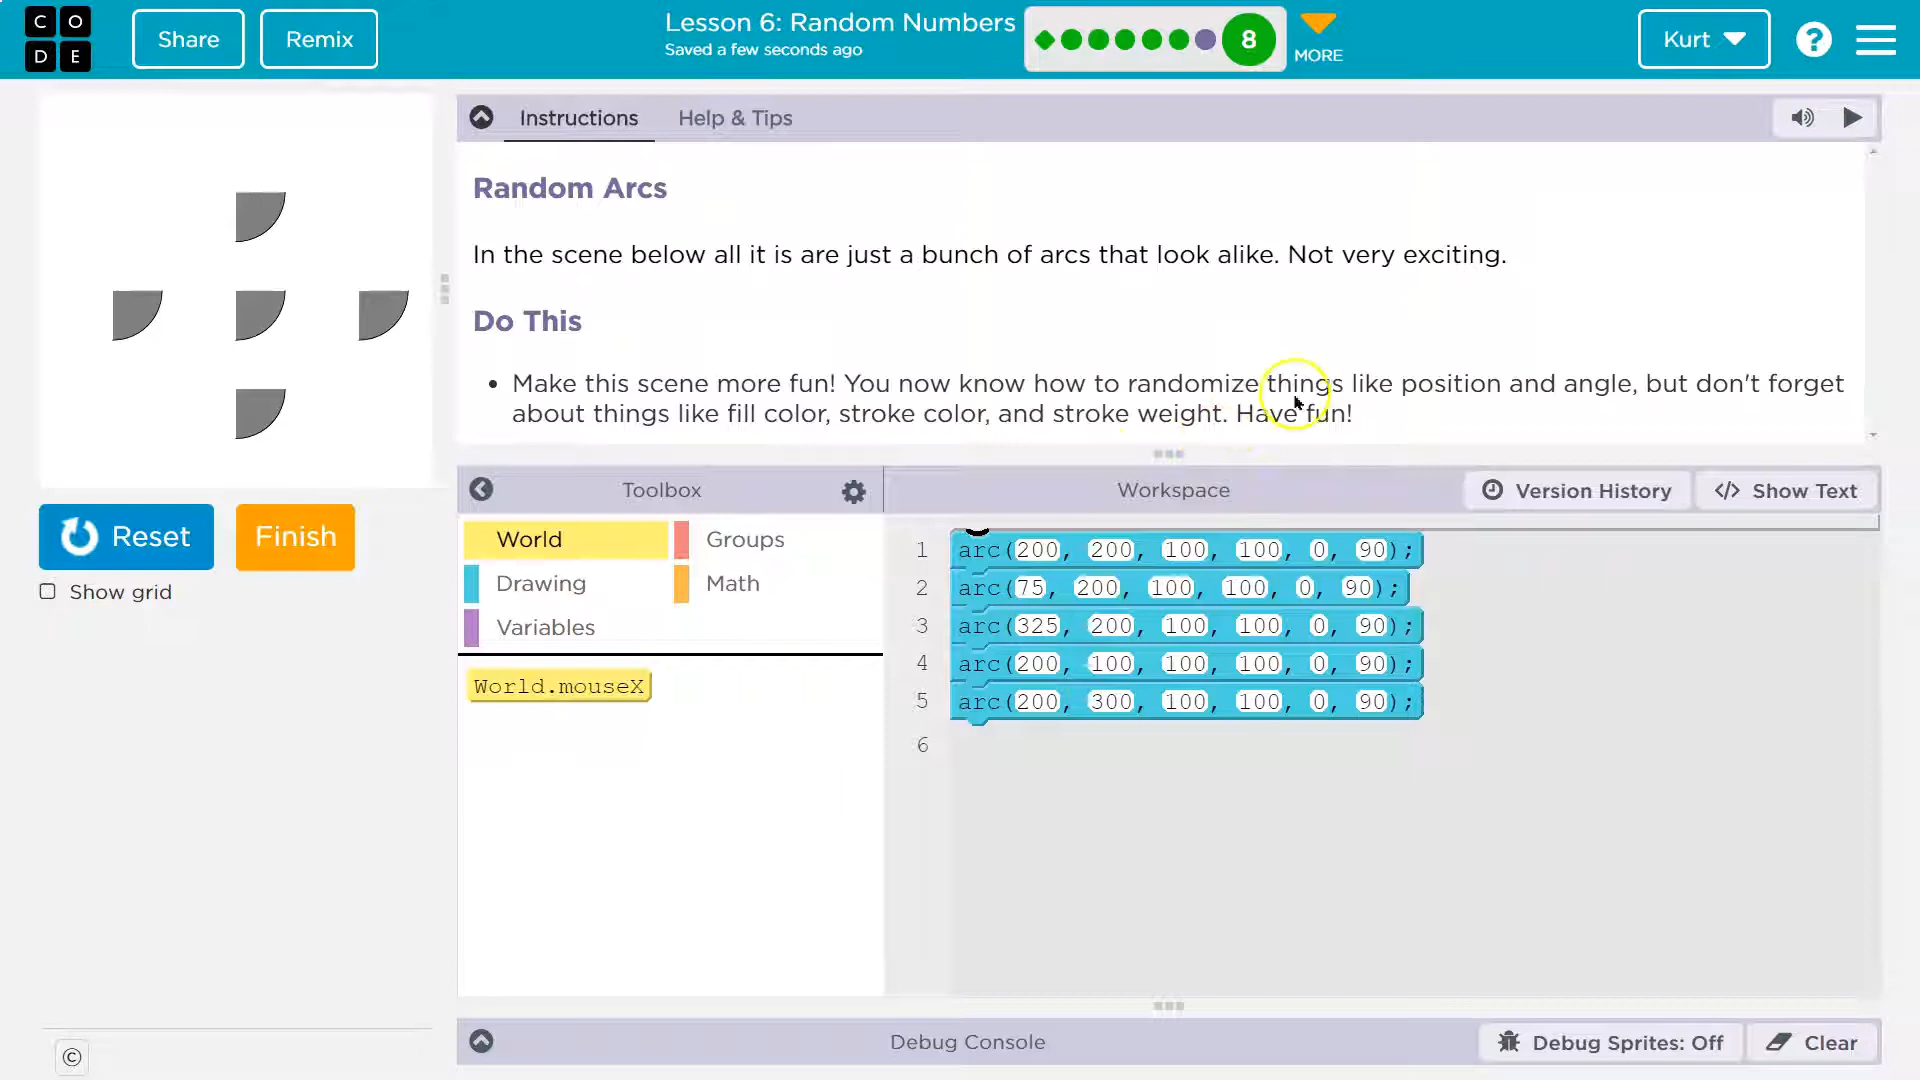 CO
DE
Share
Remix
Lesson 6: Random Numbers
Saved a few seconds ago
8
MORE
Kurt
?
Instructions
Help & Tips
Random Arcs
In the scene below all it is are just a bunch of arcs that look alike. Not very exciting.
Do This
• Make this scene more fun! You now know how to randomize things like position and angle, but don't forget
about things like fill color, stroke color, and stroke weight. Have fun!
Reset
Finish
Show grid
Toolbox
Workspace
Version History
</> Show Text
World
Groups
Drawing
Math
Variables
World.mouseX
1 arc(200, 200, 100, 100, 0, 90);
2 arc(75, 200, 100, 100, 0, 90);
3 arc(325, 200, 100, 100, 0, 90);
4 arc(200, 100, 100, 100, 0, 90);
5 arc(200, 300, 100, 100, 0, 90);
6
©
Debug Console
Debug Sprites: Off
Clear